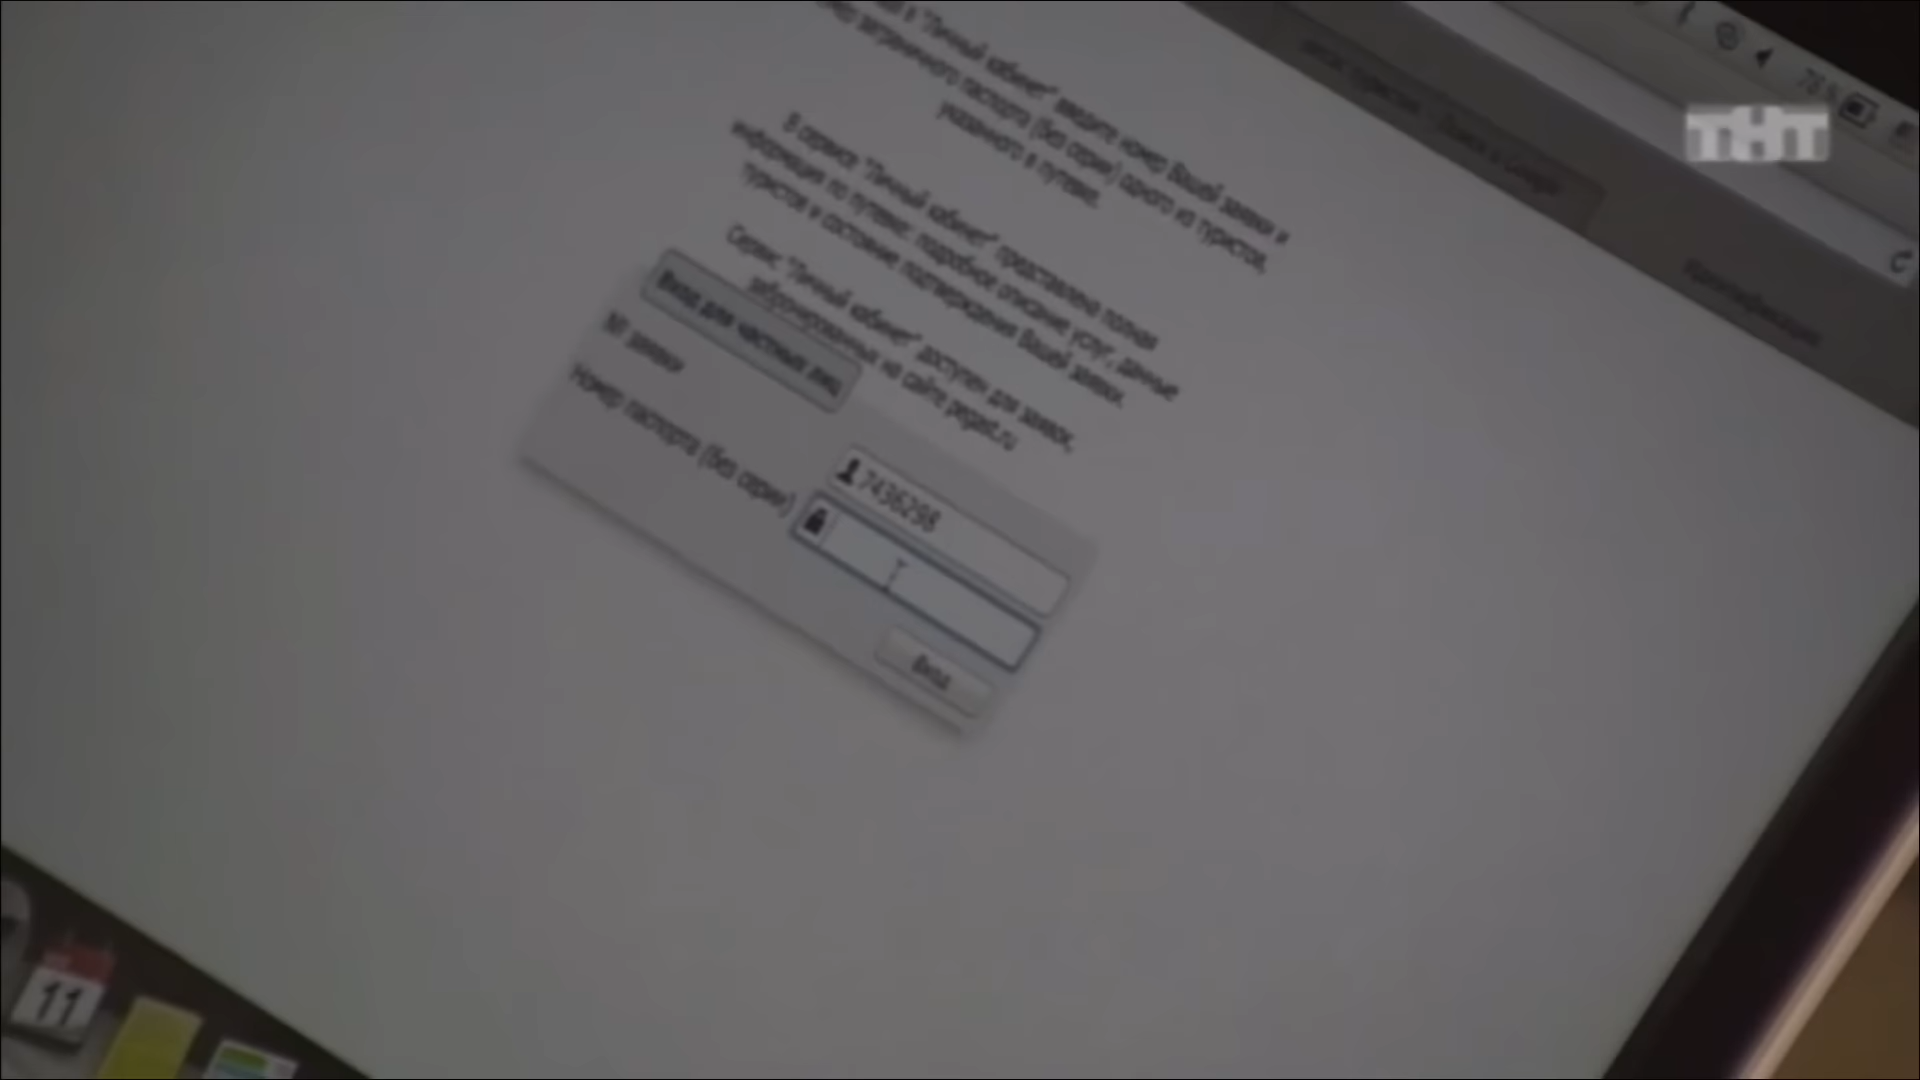 в "Личный кабинет" введите номер Вашей заявки и
заграничного паспорта (без серии) одного из туристов,
указанного в путевке.
В сервисе "Личный кабинет" представлена полная
информация по путевке: подробное описание услуг, данные
туристов и состояние подтверждения Вашей заявки.
Сервис "Личный кабинет" доступен для заявок,
забронированных на сайте pegast.ru
Вход для частных лиц
№ заявки
7436298
Номер паспорта (без серии)
Вход
78%
ТНТ
11